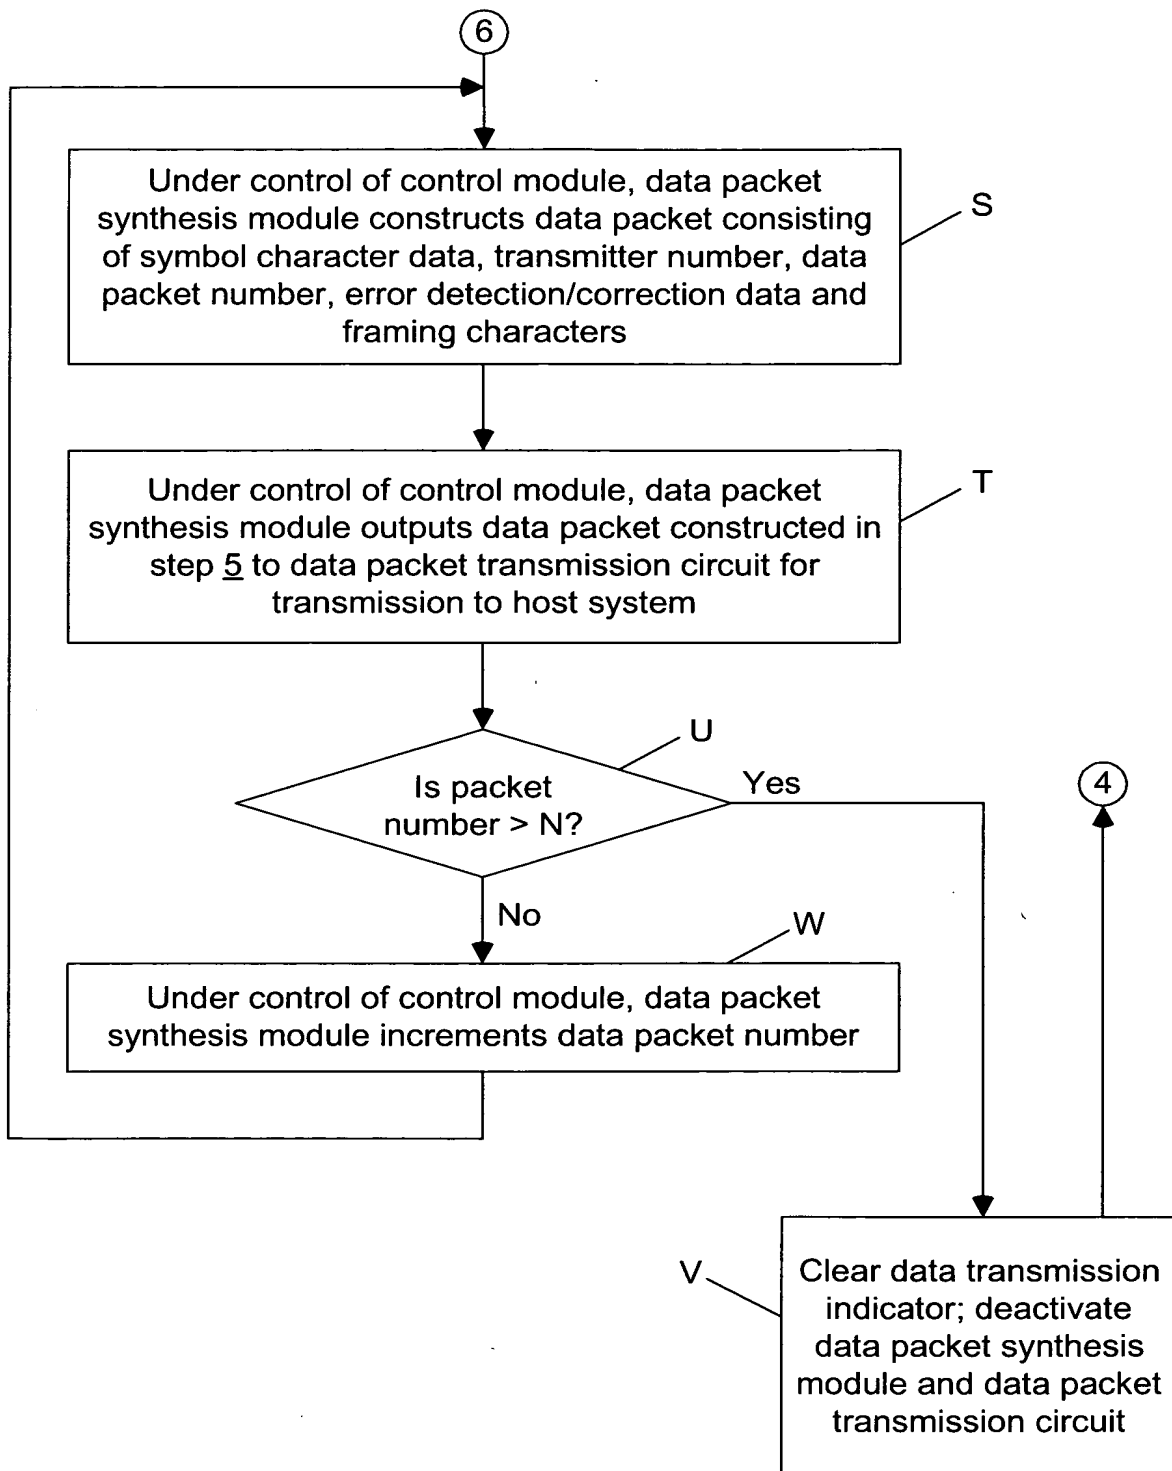 6
Under control of control module, data packet
synthesis module constructs data packet consisting
of symbol character data, transmitter number, data
packet number, error detection/correction data and
framing characters
S
Under control of control module, data packet
synthesis module outputs data packet constructed in
step 5 to data packet transmission circuit for
transmission to host system
T
U
Is packet
number > N?
Yes
4
No
W
Under control of control module, data packet
synthesis module increments data packet number
V
Clear data transmission
indicator; deactivate
data packet synthesis
module and data packet
transmission circuit